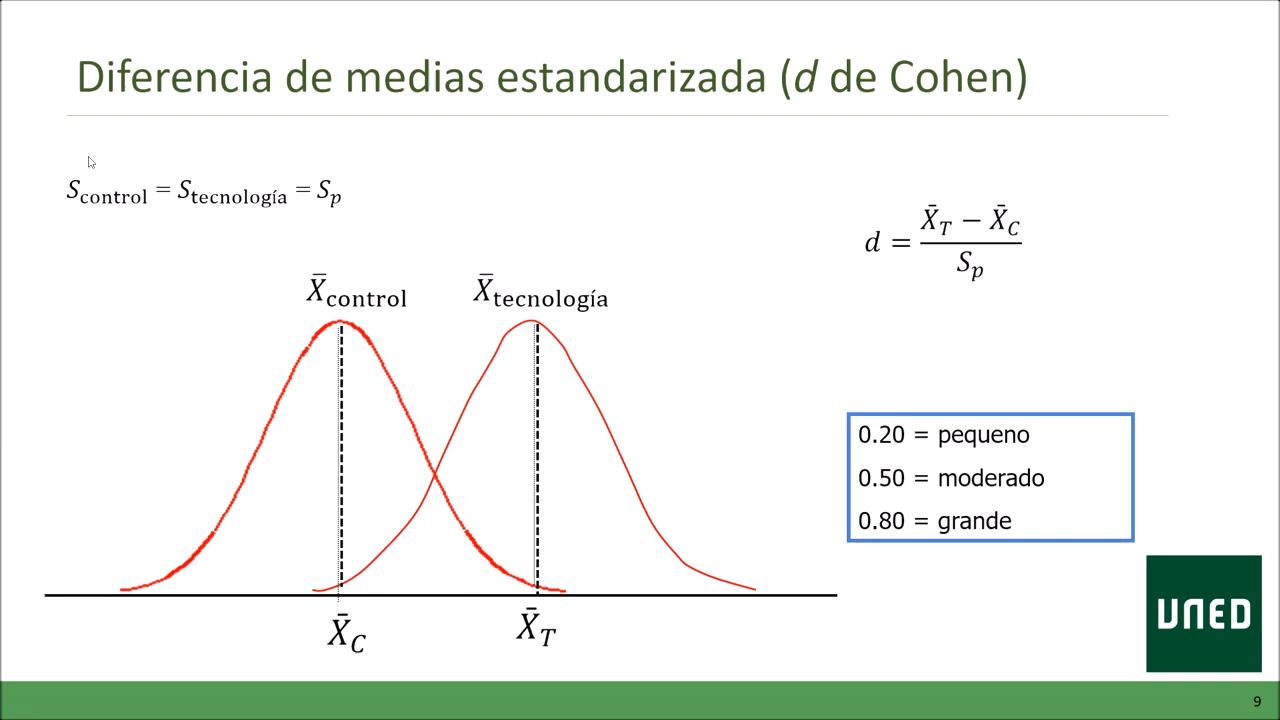 Diferencia de medias estandarizada (d de Cohen)
S_control = S_tecnología = S_p
d = (X̄_T − X̄_C) / S_p
X̄_control X̄_tecnología
0.20 = pequeno
0.50 = moderado
0.80 = grande
X̄_C X̄_T
UNED
9